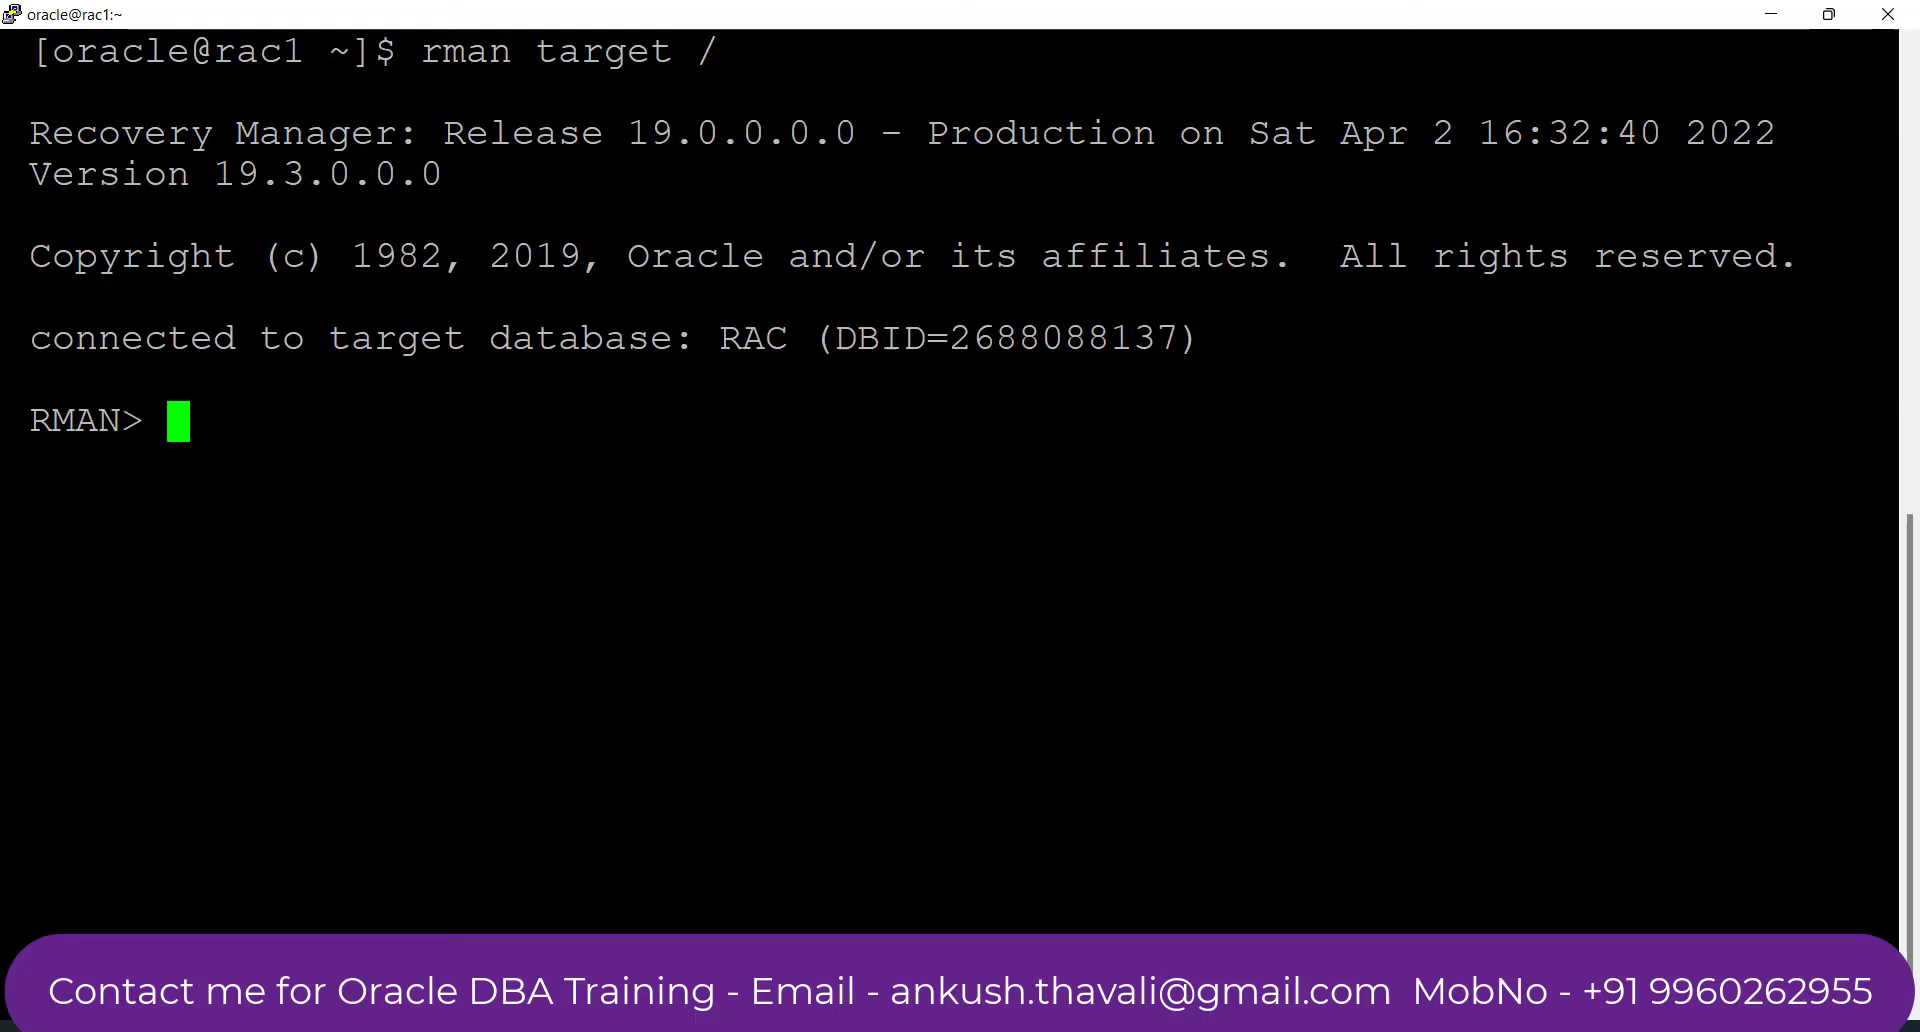 oracle@rac1:~
[oracle@rac1 ~]$ rman target /
Recovery Manager: Release 19.0.0.0.0 - Production on Sat Apr 2 16:32:40 2022
Version 19.3.0.0.0
Copyright (c) 1982, 2019, Oracle and/or its affiliates.  All rights reserved.
connected to target database: RAC (DBID=2688088137)
RMAN>
Contact me for Oracle DBA Training - Email - ankush.thavali@gmail.com  MobNo - +91 9960262955